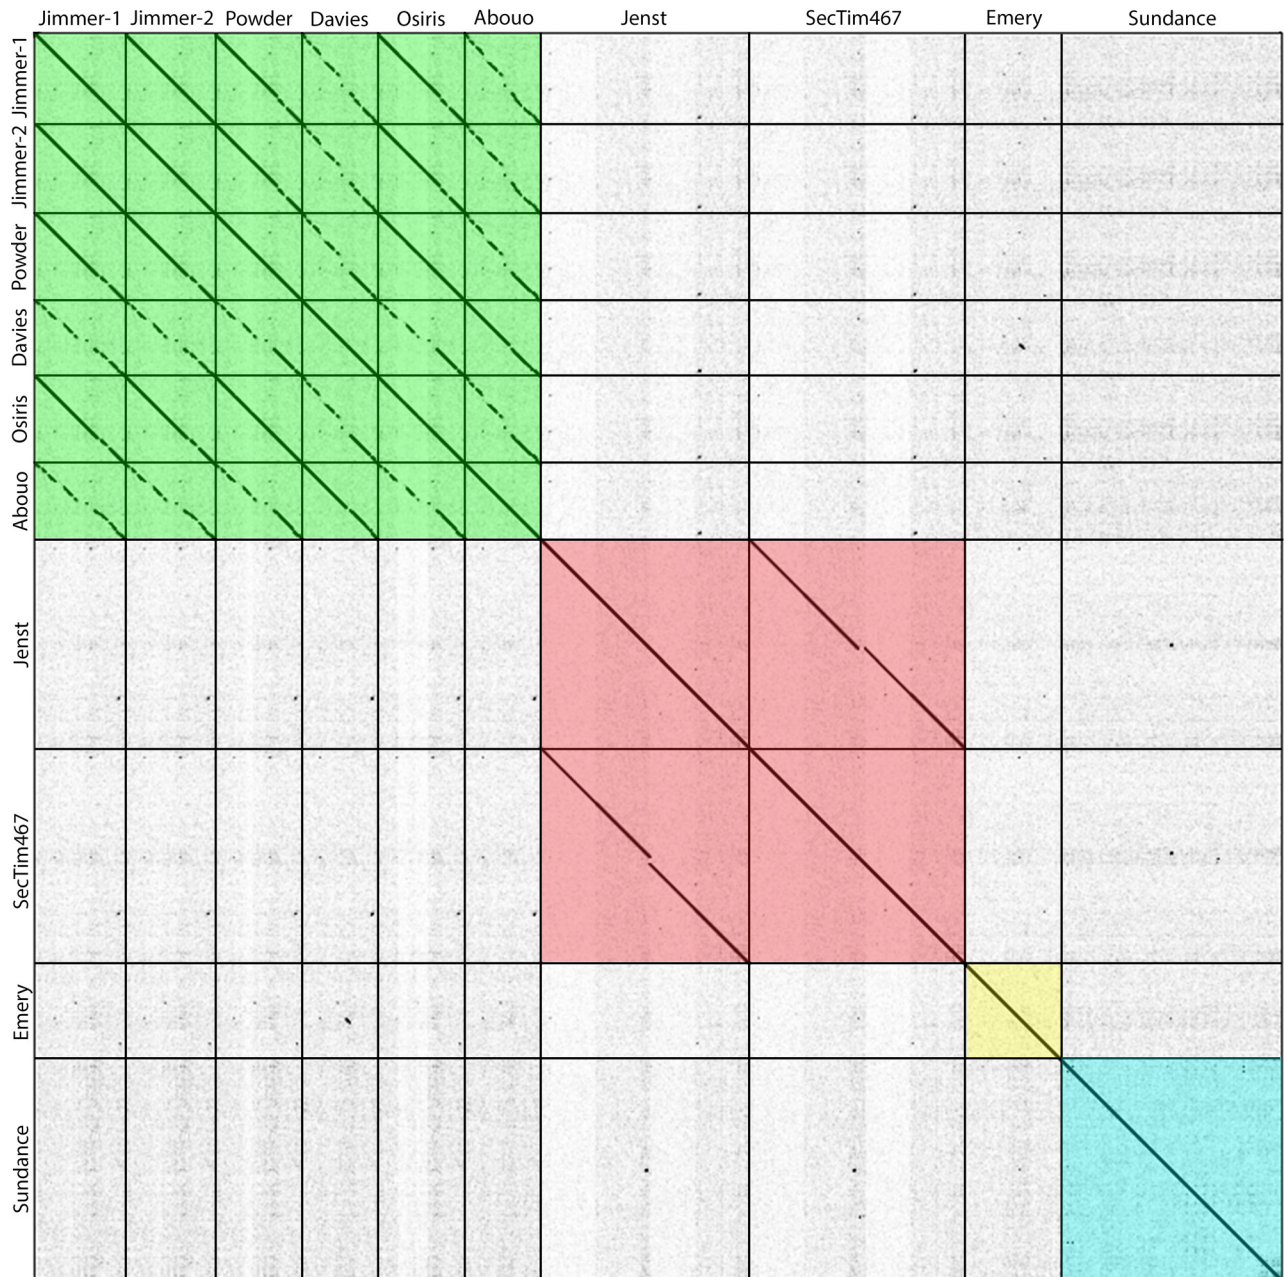 Jimmer-1 Jimmer-2 Powder Davies Osiris Abouo Jenst SecTim467 Emery Sundance
Jimmer-1
Jimmer-2
Powder
Davies
Osiris
Abouo
Jenst
SecTim467
Emery
Sundance